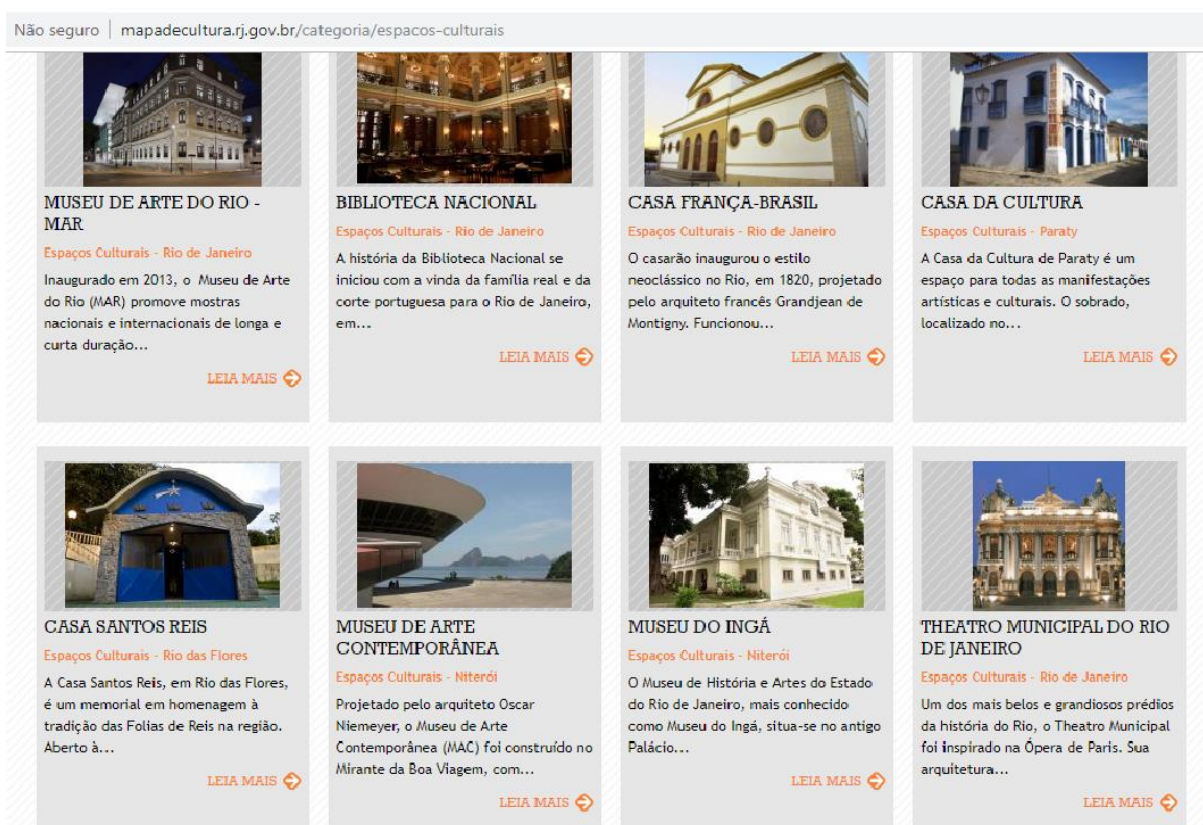 Não seguro | mapadecultura.rj.gov.br/categoria/espacos-culturais
MUSEU DE ARTE DO RIO -
MAR
Espaços Culturais - Rio de Janeiro
Inaugurado em 2013, o Museu de Arte
do Rio (MAR) promove mostras
nacionais e internacionais de longa e
curta duração...
LEIA MAIS
BIBLIOTECA NACIONAL
Espaços Culturais - Rio de Janeiro
A história da Biblioteca Nacional se
iniciou com a vinda da família real e da
corte portuguesa para o Rio de Janeiro,
em...
LEIA MAIS
CASA FRANÇA-BRASIL
Espaços Culturais - Rio de Janeiro
O casarão inaugurou o estilo
neoclássico no Rio, em 1820, projetado
pelo arquiteto francês Grandjean de
Montigny. Funcionou...
LEIA MAIS
CASA DA CULTURA
Espaços Culturais - Paraty
A Casa da Cultura de Paraty é um
espaço para todas as manifestações
artísticas e culturais. O sobrado,
localizado no...
LEIA MAIS
CASA SANTOS REIS
Espaços Culturais - Rio das Flores
A Casa Santos Reis, em Rio das Flores,
é um memorial em homenagem à
tradição das Folias de Reis na região.
Aberto à...
LEIA MAIS
MUSEU DE ARTE
CONTEMPORÂNEA
Espaços Culturais - Niterói
Projetado pelo arquiteto Oscar
Niemeyer, o Museu de Arte
Contemporânea (MAC) foi construído no
Mirante da Boa Viagem, com...
LEIA MAIS
MUSEU DO INGÁ
Espaços Culturais - Niterói
O Museu de História e Artes do Estado
do Rio de Janeiro, mais conhecido
como Museu do Ingá, situa-se no antigo
Palácio...
LEIA MAIS
THEATRO MUNICIPAL DO RIO
DE JANEIRO
Espaços Culturais - Rio de Janeiro
Um dos mais belos e grandiosos prédios
da história do Rio, o Theatro Municipal
foi inspirado na Ópera de Paris. Sua
arquitetura...
LEIA MAIS